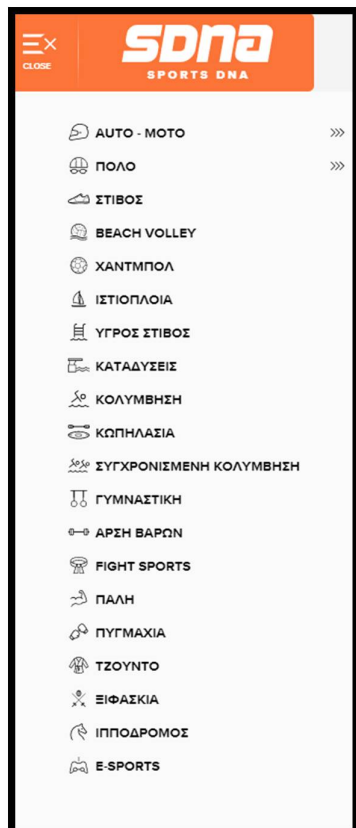 CLOSE
SDNA
SPORTS DNA
AUTO - MOTO
ΠΟΛΟ
ΣΤΙΒΟΣ
BEACH VOLLEY
ΧΑΝΤΜΠΟΛ
ΙΣΤΙΟΠΛΟΙΑ
ΥΓΡΟΣ ΣΤΙΒΟΣ
ΚΑΤΑΔΥΣΕΙΣ
ΚΟΛΥΜΒΗΣΗ
ΚΩΠΗΛΑΣΙΑ
ΣΥΓΧΡΟΝΙΣΜΕΝΗ ΚΟΛΥΜΒΗΣΗ
ΓΥΜΝΑΣΤΙΚΗ
ΑΡΣΗ ΒΑΡΩΝ
FIGHT SPORTS
ΠΑΛΗ
ΠΥΓΜΑΧΙΑ
ΤΖΟΥΝΤΟ
ΞΙΦΑΣΚΙΑ
ΙΠΠΟΔΡΟΜΟΣ
E-SPORTS